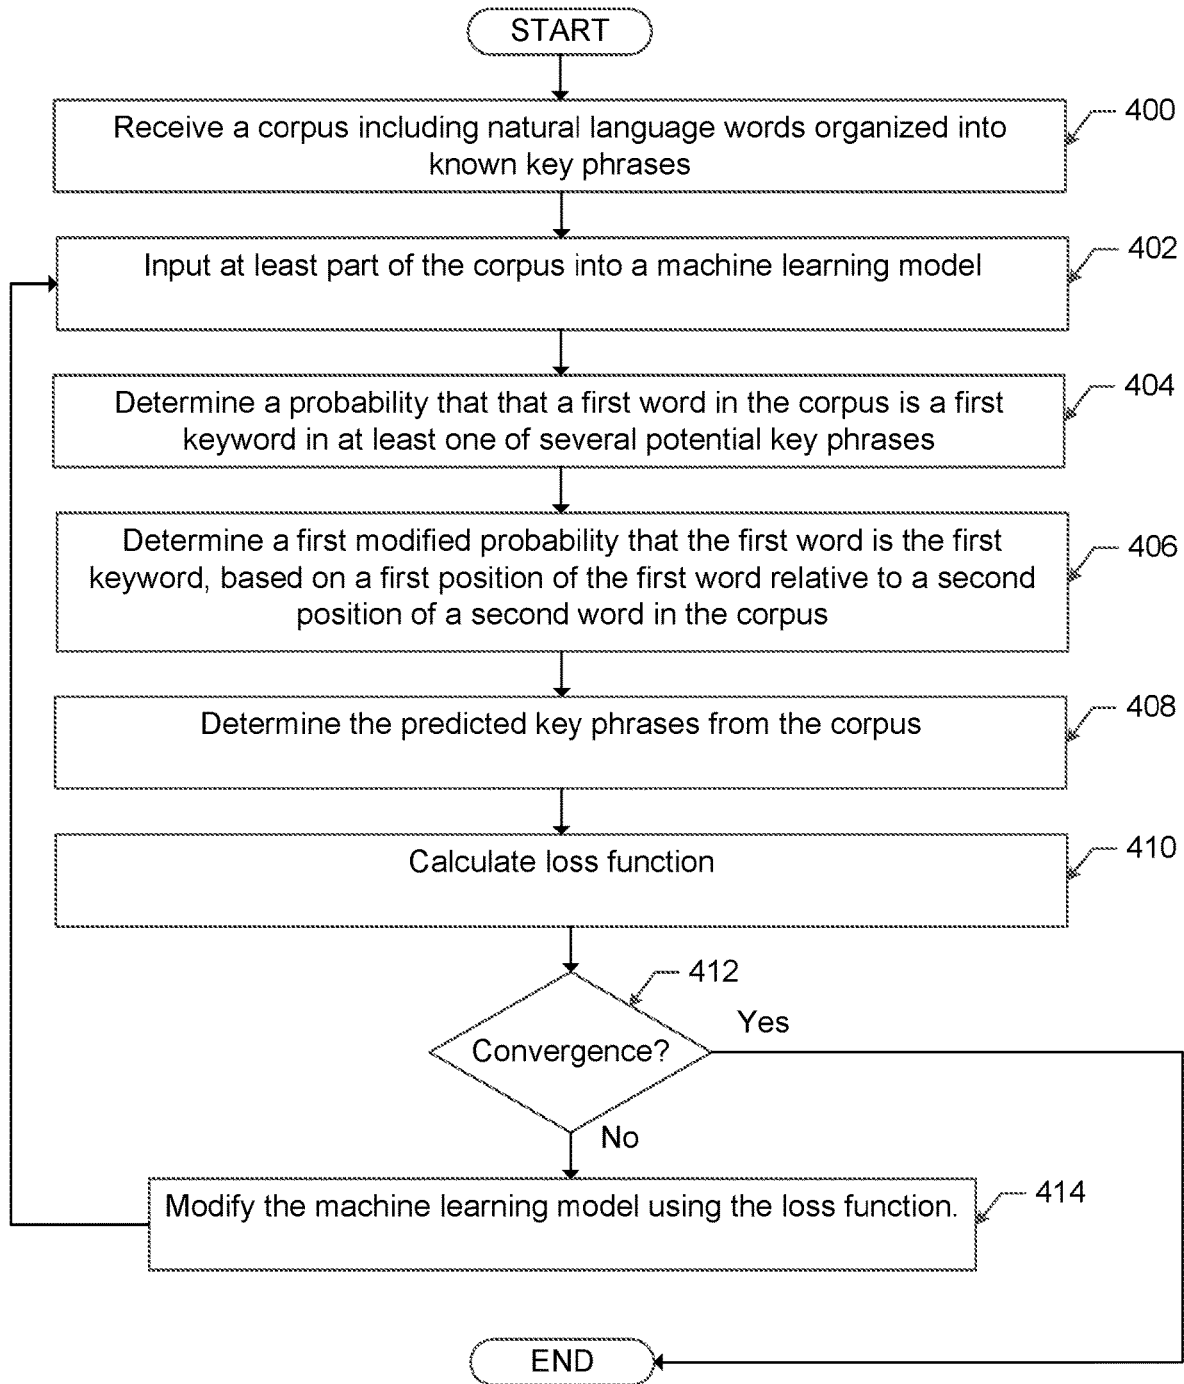 START
Receive a corpus including natural language words organized into
known key phrases
400
Input at least part of the corpus into a machine learning model
402
Determine a probability that that a first word in the corpus is a first
keyword in at least one of several potential key phrases
404
Determine a first modified probability that the first word is the first
keyword, based on a first position of the first word relative to a second
position of a second word in the corpus
406
Determine the predicted key phrases from the corpus
408
Calculate loss function
410
412
Convergence?
Yes
No
Modify the machine learning model using the loss function.
414
END